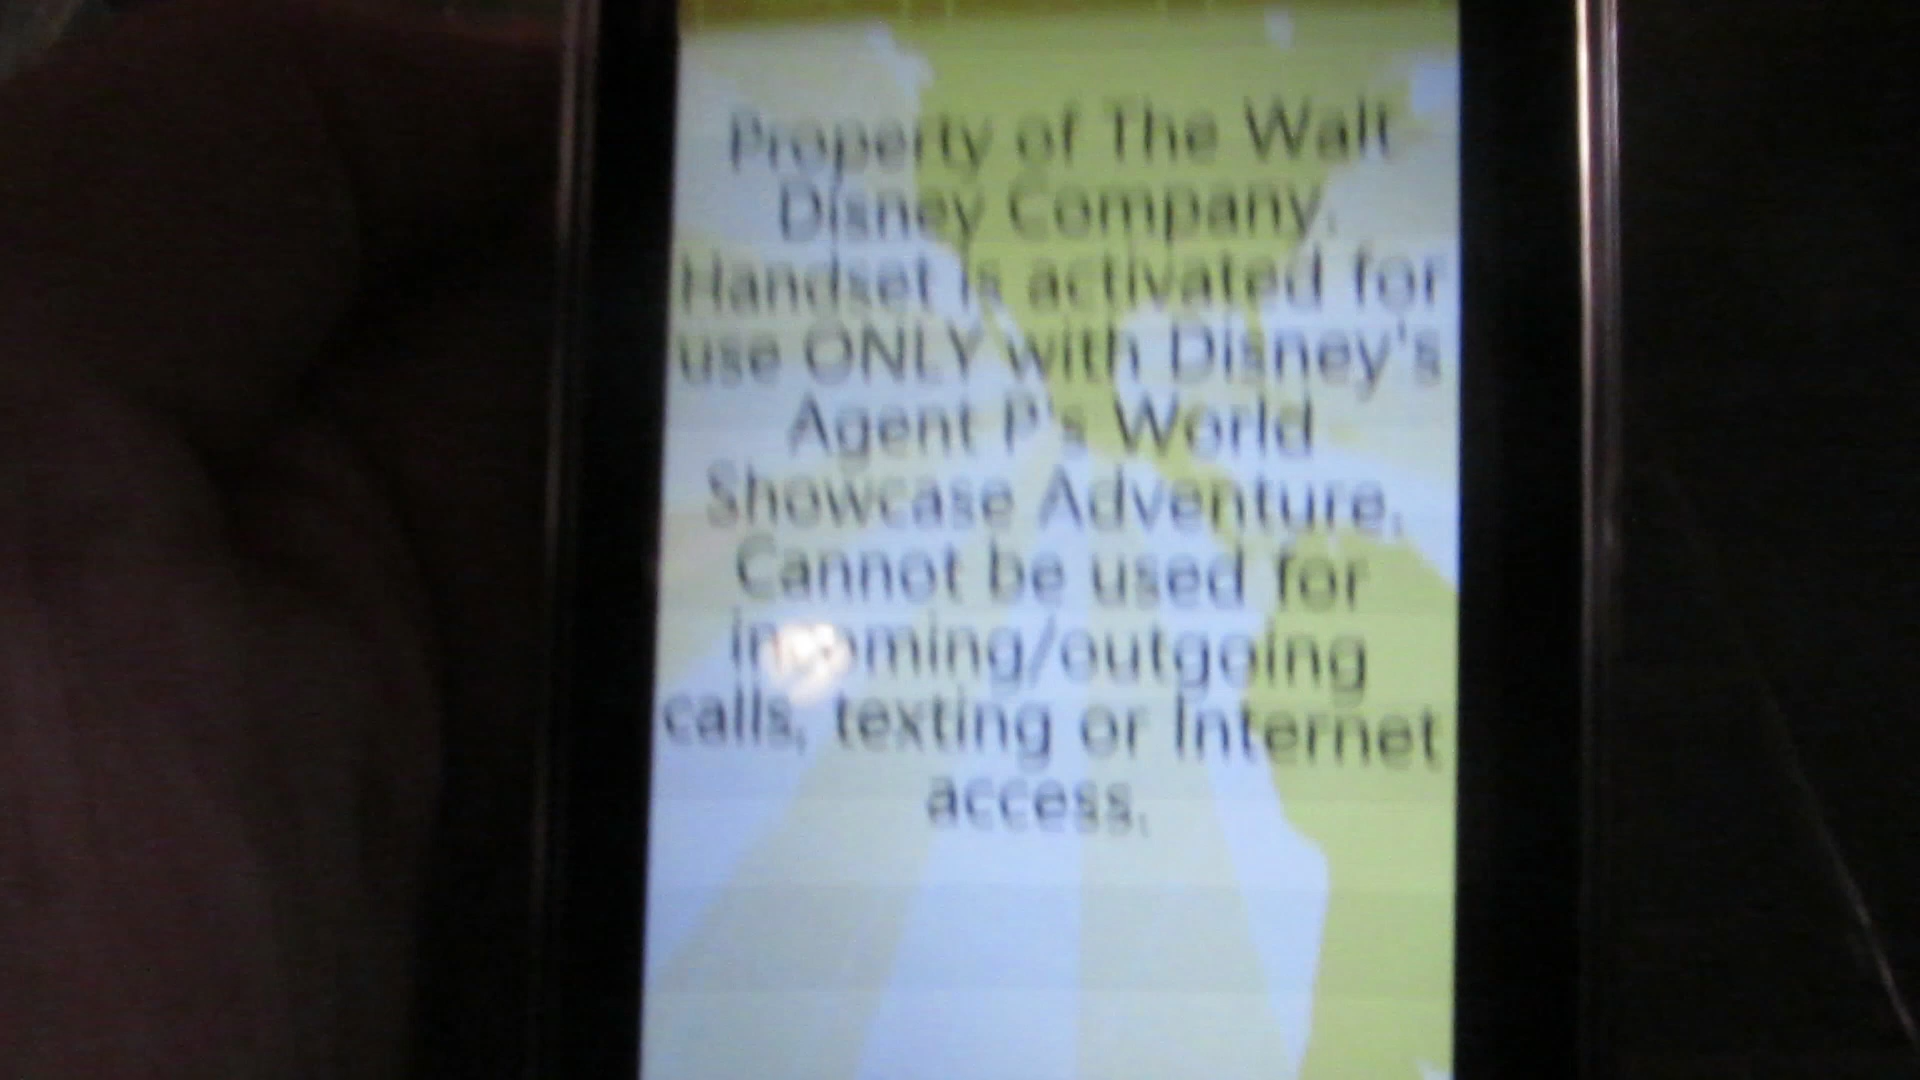 Property of The Walt
Disney Company.
Handset is activated for
use ONLY with Disney's
Agent P's World
Showcase Adventure.
Cannot be used for
incoming/outgoing
calls, texting or Internet
access.